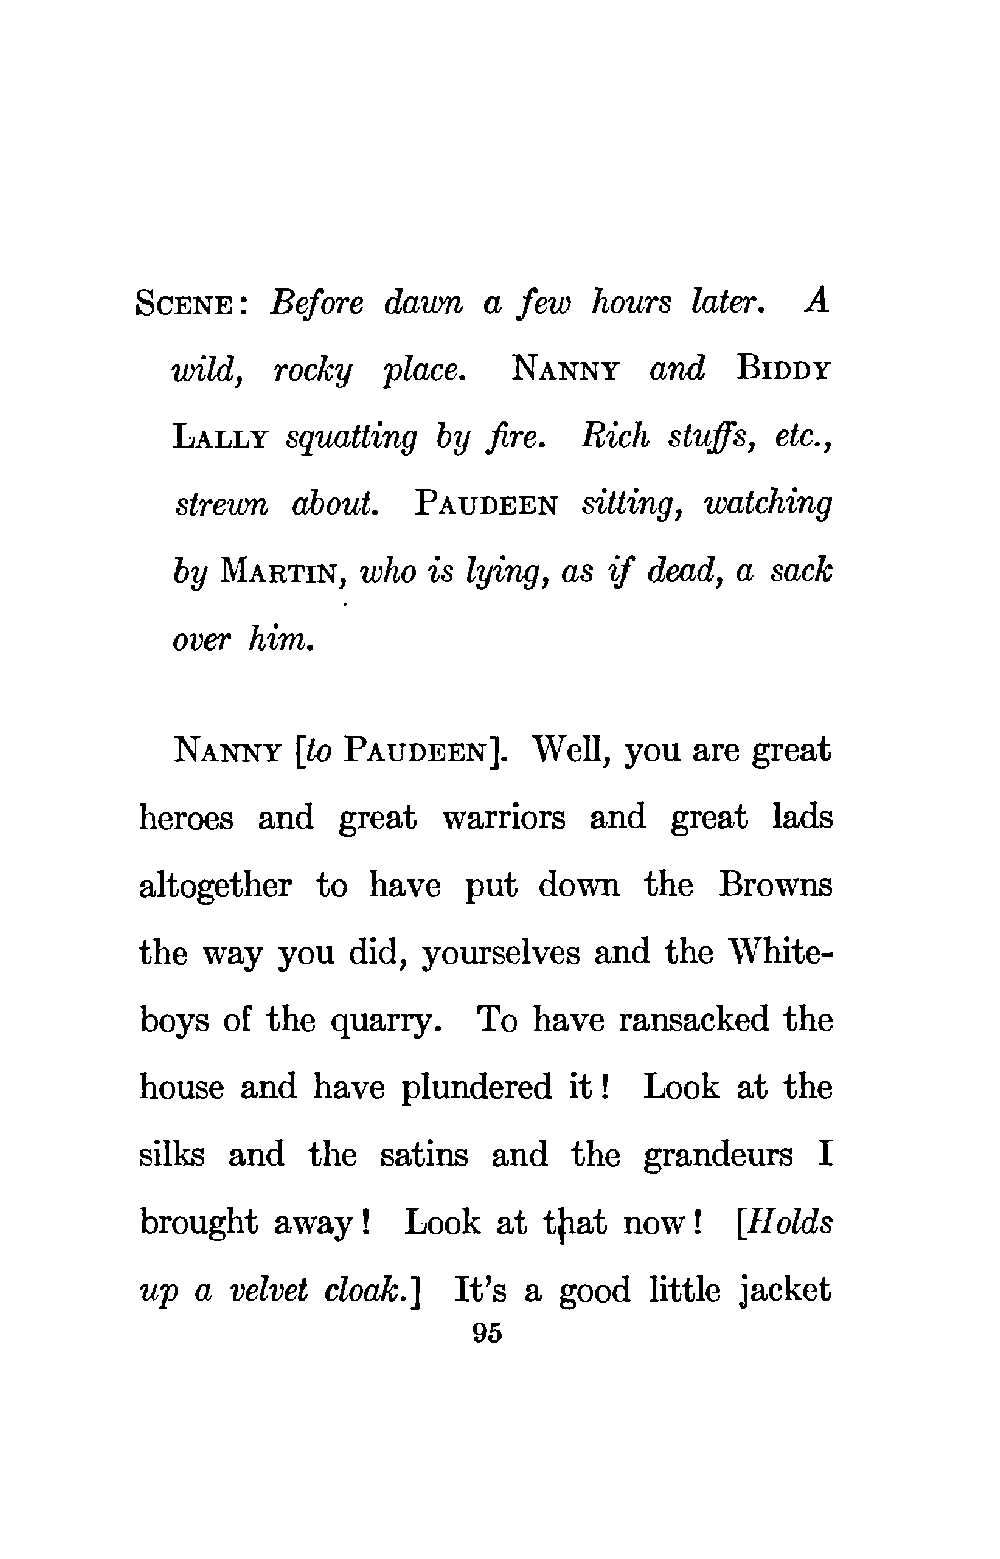 SCENE: Before dawn a few hours later. A
wild, rocky place. NANNY and BIDDY
LALLY squatting by fire. Rich stuffs, etc.,
strewn about. PAUDEEN sitting, watching
by MARTIN, who is lying, as if dead, a sack
over him.
NANNY [to PAUDEEN]. Well, you are great
heroes and great warriors and great lads
altogether to have put down the Browns
the way you did, yourselves and the White-
boys of the quarry. To have ransacked the
house and have plundered it! Look at the
silks and the satins and the grandeurs I
brought away! Look at that now! [Holds
up a velvet cloak.] It's a good little jacket
95